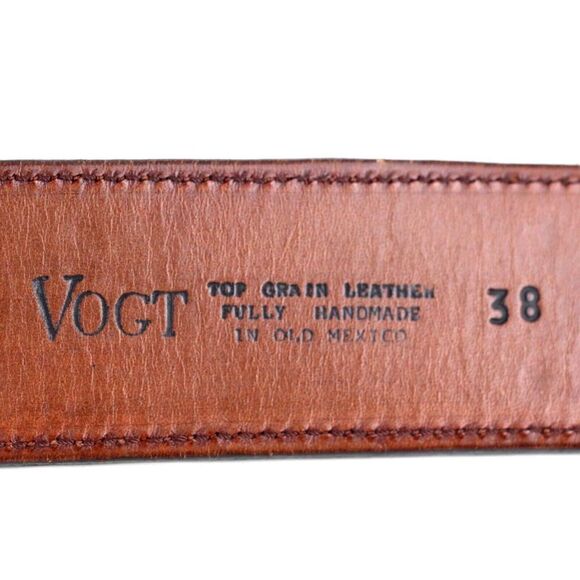 VOGT
TOP GRAIN LEATHER
FULLY HANDMADE
IN OLD MEXICO
38